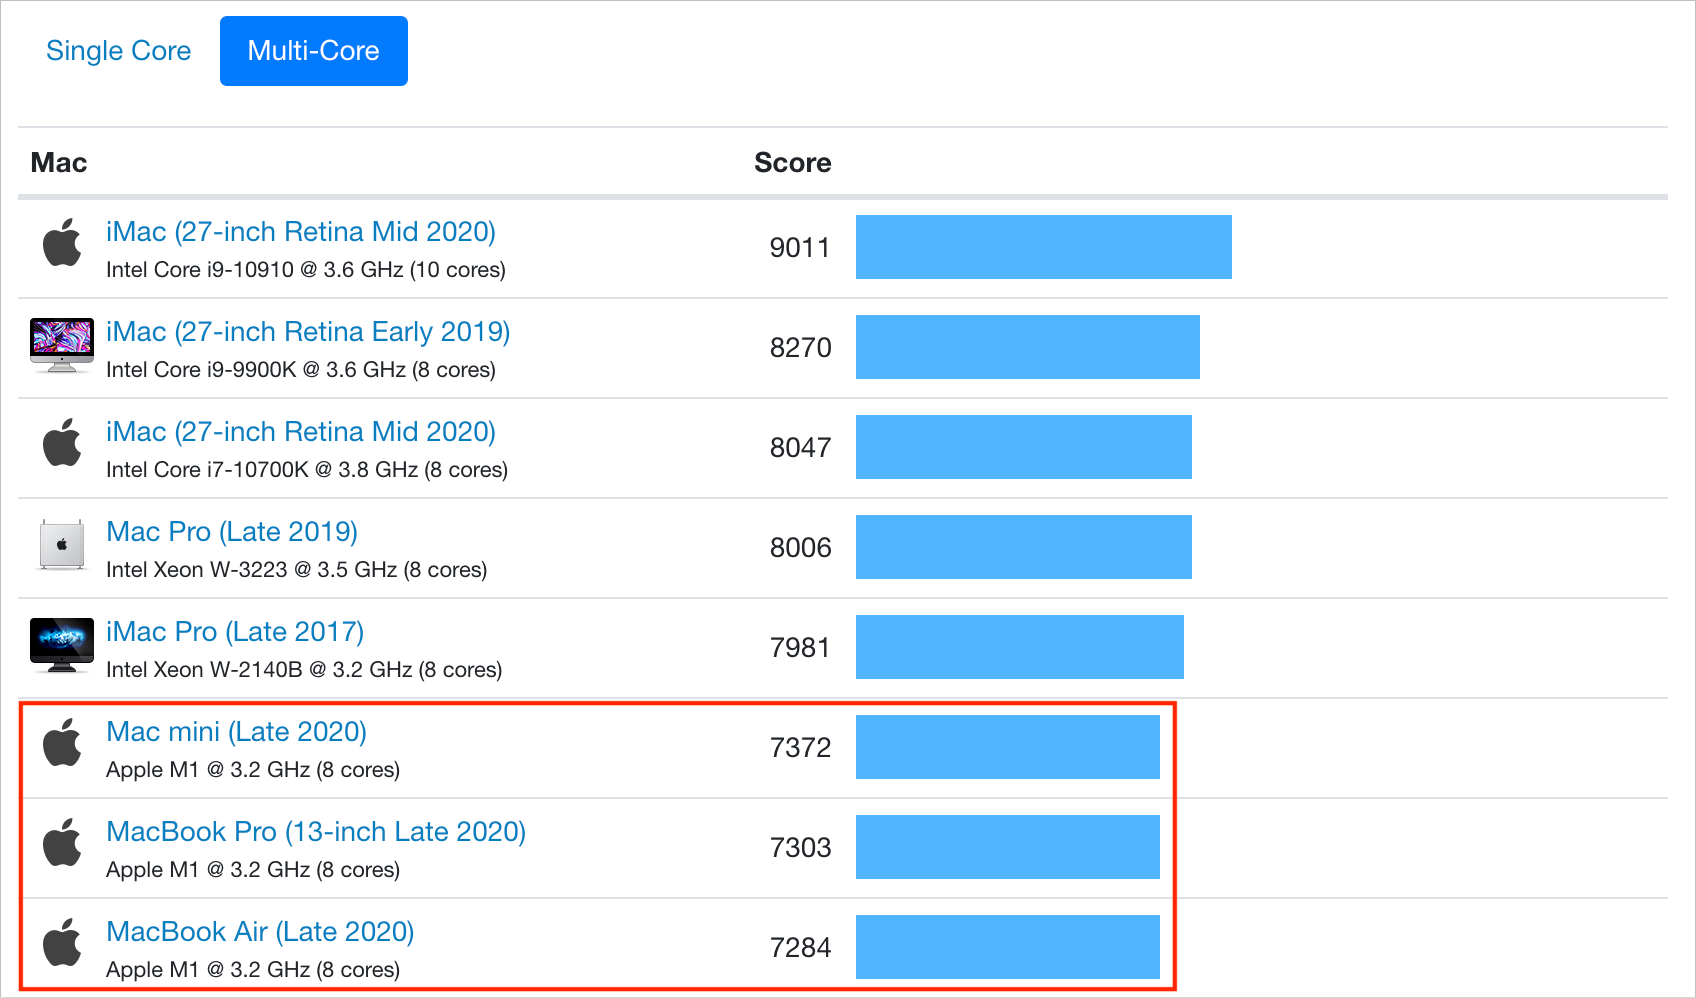 Single Core
Multi-Core
Mac Score
iMac (27-inch Retina Mid 2020)
Intel Core i9-10910 @ 3.6 GHz (10 cores)
9011
iMac (27-inch Retina Early 2019)
Intel Core i9-9900K @ 3.6 GHz (8 cores)
8270
iMac (27-inch Retina Mid 2020)
Intel Core i7-10700K @ 3.8 GHz (8 cores)
8047
Mac Pro (Late 2019)
Intel Xeon W-3223 @ 3.5 GHz (8 cores)
8006
iMac Pro (Late 2017)
Intel Xeon W-2140B @ 3.2 GHz (8 cores)
7981
Mac mini (Late 2020)
Apple M1 @ 3.2 GHz (8 cores)
7372
MacBook Pro (13-inch Late 2020)
Apple M1 @ 3.2 GHz (8 cores)
7303
MacBook Air (Late 2020)
Apple M1 @ 3.2 GHz (8 cores)
7284